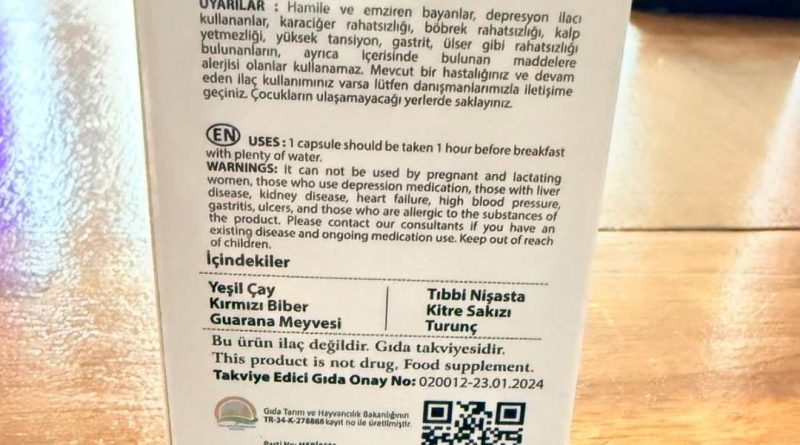 UYARILAR : Hamile ve emziren bayanlar, depresyon ilacı
kullananlar, karaciğer rahatsızlığı, böbrek rahatsızlığı, kalp
yetmezliği, yüksek tansiyon, gastrit, ülser gibi rahatsızlığı
bulunanların, ayrıca içerisinde bulunan maddelere
alerjisi olanlar kullanamaz. Mevcut bir hastalığınız ve devam
eden ilaç kullanımınız varsa lütfen danışmanlarımızla iletişime
geçiniz. Çocukların ulaşamayacağı yerlerde saklayınız.
EN USES : 1 capsule should be taken 1 hour before breakfast
with plenty of water.
WARNINGS: It can not be used by pregnant and lactating
women, those who use depression medication, those with liver
disease, kidney disease, heart failure, high blood pressure,
gastritis, ulcers, and those who are allergic to the substances of
the product. Please contact our consultants if you have an
existing disease and ongoing medication use. Keep out of reach
of children.
İçindekiler
Yeşil Çay
Kırmızı Biber
Guarana Meyvesi
Tıbbi Nişasta
Kitre Sakızı
Turunç
Bu ürün ilaç değildir. Gıda takviyesidir.
This product is not drug, Food supplement.
Takviye Edici Gıda Onay No: 020012-23.01.2024
Gıda Tarım ve Hayvancılık Bakanlığının
TR-34-K-278866 kayıt no ile üretilmiştir.